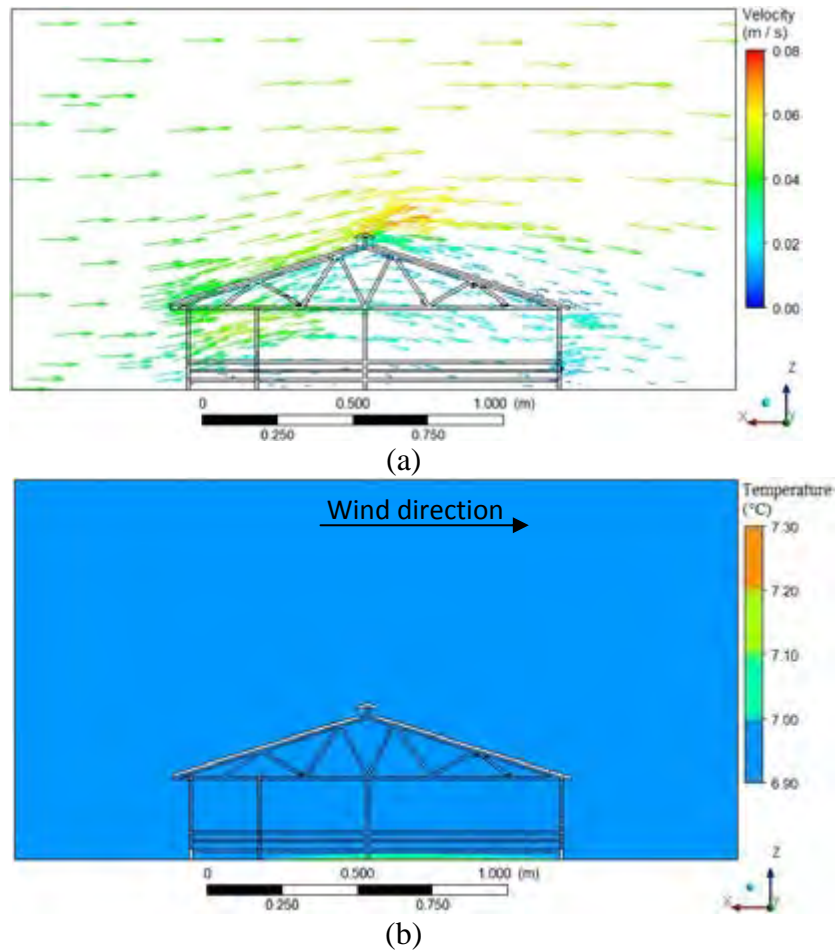 Velocity
(m / s)
0.08
0.06
0.04
0.02
0.00
Z
X
Y
0 0.500 1.000 (m)
0.250 0.750
(a)
Wind direction
Temperature
(°C)
7.30
7.20
7.10
7.00
6.90
Z
X
Y
0 0.500 1.000 (m)
0.250 0.750
(b)